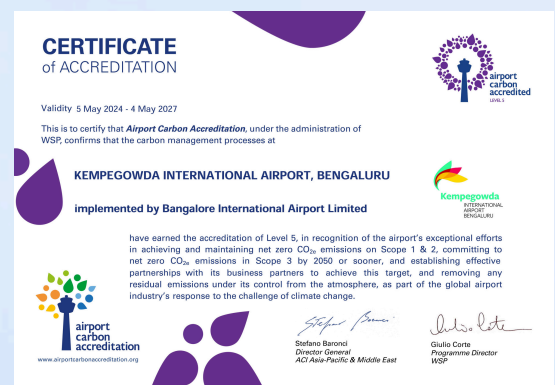 CERTIFICATE
of ACCREDITATION
airport
carbon
accredited
LEVEL 5
Validity 5 May 2024 - 4 May 2027
This is to certify that Airport Carbon Accreditation, under the administration of
WSP, confirms that the carbon management processes at
KEMPEGOWDA INTERNATIONAL AIRPORT, BENGALURU
Kempegowda
INTERNATIONAL
AIRPORT
BENGALURU
implemented by Bangalore International Airport Limited
have earned the accreditation of Level 5, in recognition of the airport's exceptional efforts
in achieving and maintaining net zero CO2e emissions on Scope 1 & 2, committing to
net zero CO2e emissions in Scope 3 by 2050 or sooner, and establishing effective
partnerships with its business partners to achieve this target, and removing any
residual emissions under its control from the atmosphere, as part of the global airport
industry's response to the challenge of climate change.
airport
carbon
accreditation
www.airportcarbonaccreditation.org
Stefano Baronci
Stefano Baronci
Director General
ACI Asia-Pacific & Middle East
Giulio Corte
Giulio Corte
Programme Director
WSP